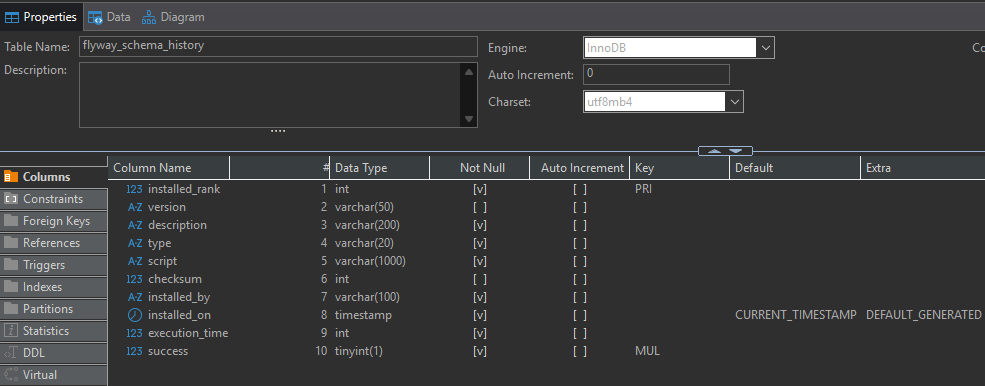 Properties Data Diagram
Table Name: flyway_schema_history Engine: InnoDB Co
Auto Increment: 0
Description: Charset: utf8mb4
Column Name # Data Type Not Null Auto Increment Key Default Extra
Columns
Constraints
Foreign Keys
References
Triggers
Indexes
Partitions
Statistics
DDL
Virtual
123 installed_rank 1 int [v] [ ] PRI
A-Z version 2 varchar(50) [ ] [ ]
A-Z description 3 varchar(200) [v] [ ]
A-Z type 4 varchar(20) [v] [ ]
A-Z script 5 varchar(1000) [v] [ ]
123 checksum 6 int [ ] [ ]
A-Z installed_by 7 varchar(100) [v] [ ]
installed_on 8 timestamp [v] [ ] CURRENT_TIMESTAMP DEFAULT_GENERATED
123 execution_time 9 int [v] [ ]
123 success 10 tinyint(1) [v] [ ] MUL